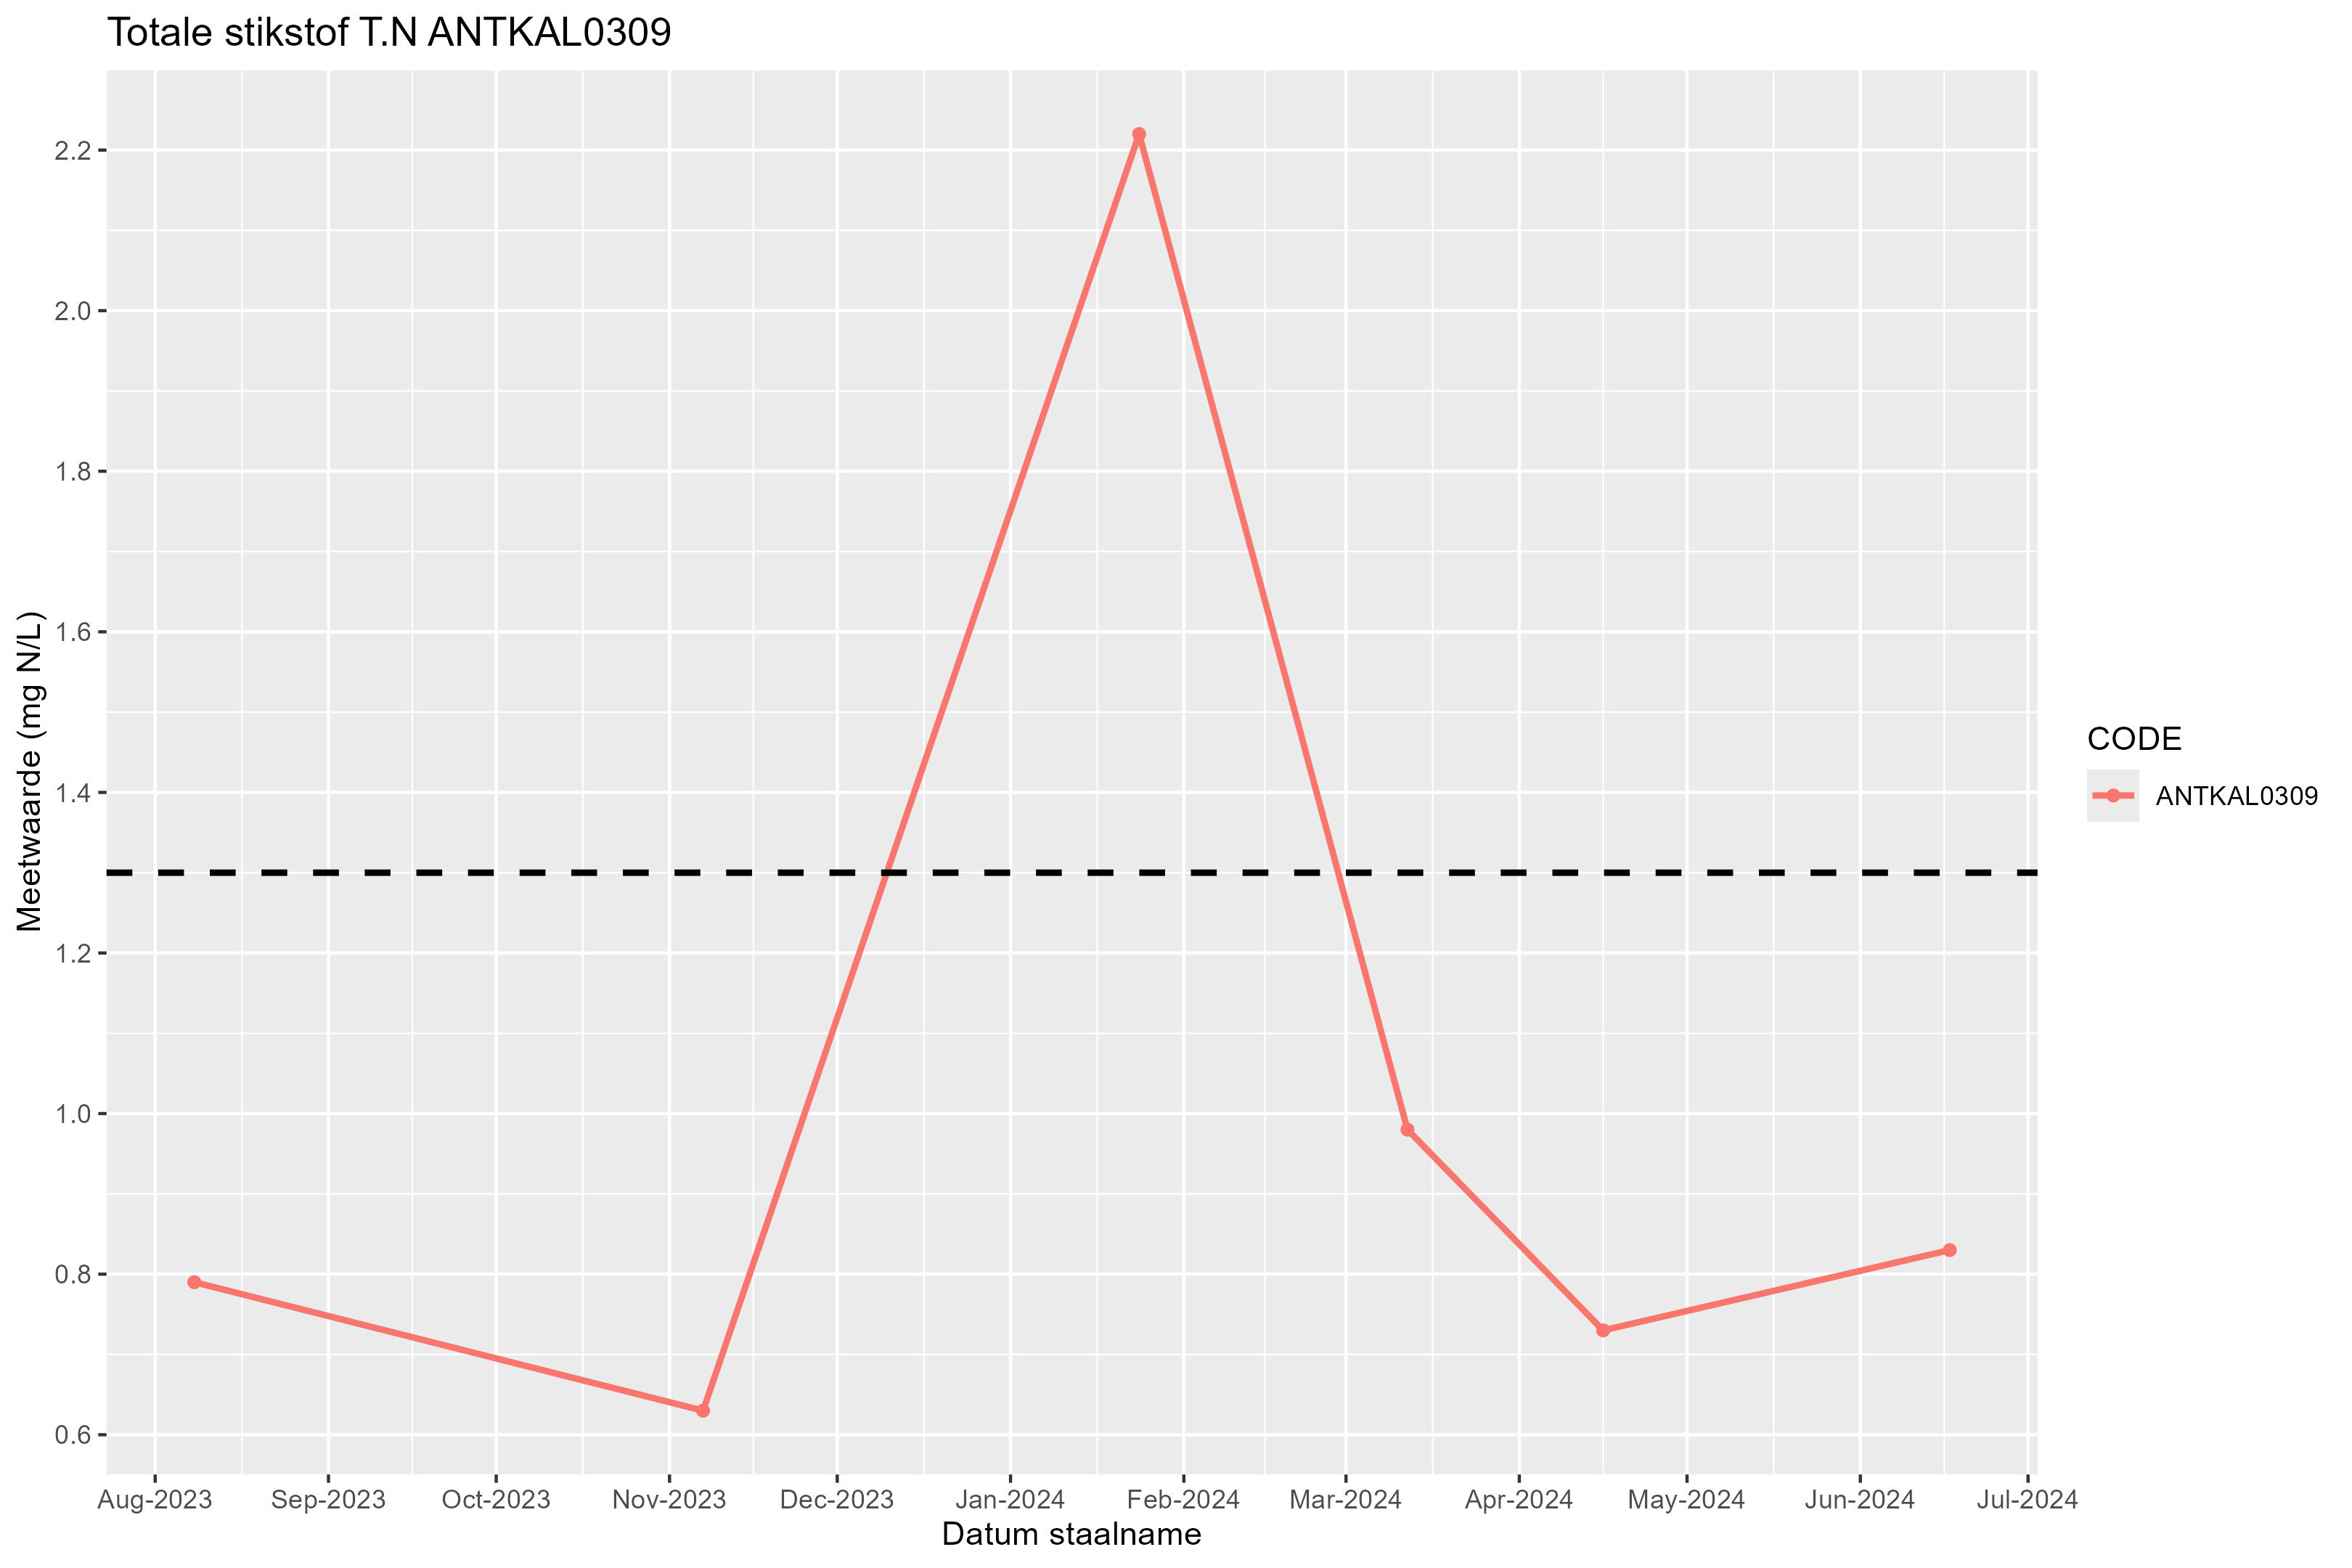 Totale stikstof T.N ANTKAL0309
Meetwaarde (mg N/L)
2.2
2.0
1.8
1.6
1.4
1.2
1.0
0.8
0.6
Aug-2023 Sep-2023 Oct-2023 Nov-2023 Dec-2023 Jan-2024 Feb-2024 Mar-2024 Apr-2024 May-2024 Jun-2024 Jul-2024
Datum staalname
CODE
ANTKAL0309